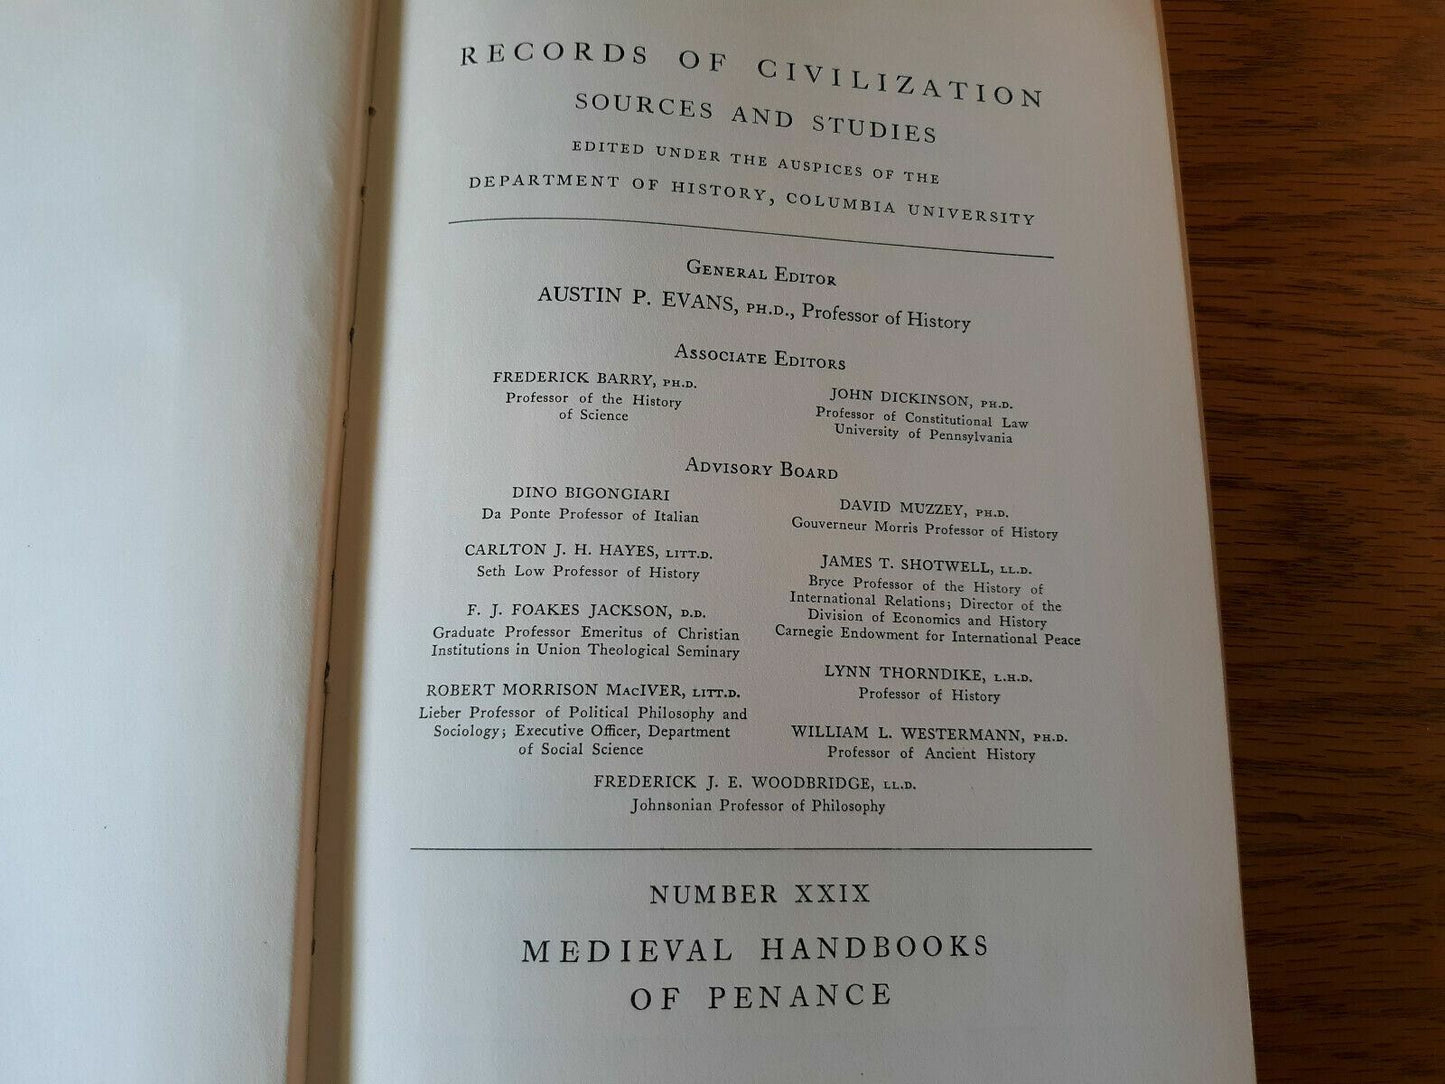 RECORDS OF CIVILIZATION
SOURCES AND STUDIES
EDITED UNDER THE AUSPICES OF THE
DEPARTMENT OF HISTORY, COLUMBIA UNIVERSITY
GENERAL EDITOR
AUSTIN P. EVANS, PH.D., Professor of History
ASSOCIATE EDITORS
FREDERICK BARRY, PH.D.
Professor of the History
of Science
JOHN DICKINSON, PH.D.
Professor of Constitutional Law
University of Pennsylvania
ADVISORY BOARD
DINO BIGONGIARI
Da Ponte Professor of Italian
CARLTON J. H. HAYES, LITT.D.
Seth Low Professor of History
F. J. FOAKES JACKSON, D.D.
Graduate Professor Emeritus of Christian
Institutions in Union Theological Seminary
ROBERT MORRISON MACIVER, LITT.D.
Lieber Professor of Political Philosophy and
Sociology; Executive Officer, Department
of Social Science
DAVID MUZZEY, PH.D.
Gouverneur Morris Professor of History
JAMES T. SHOTWELL, LL.D.
Bryce Professor of the History of
International Relations; Director of the
Division of Economics and History
Carnegie Endowment for International Peace
LYNN THORNDIKE, L.H.D.
Professor of History
WILLIAM L. WESTERMANN, PH.D.
Professor of Ancient History
FREDERICK J. E. WOODBRIDGE, LL.D.
Johnsonian Professor of Philosophy
NUMBER XXIX
MEDIEVAL HANDBOOKS
OF PENANCE